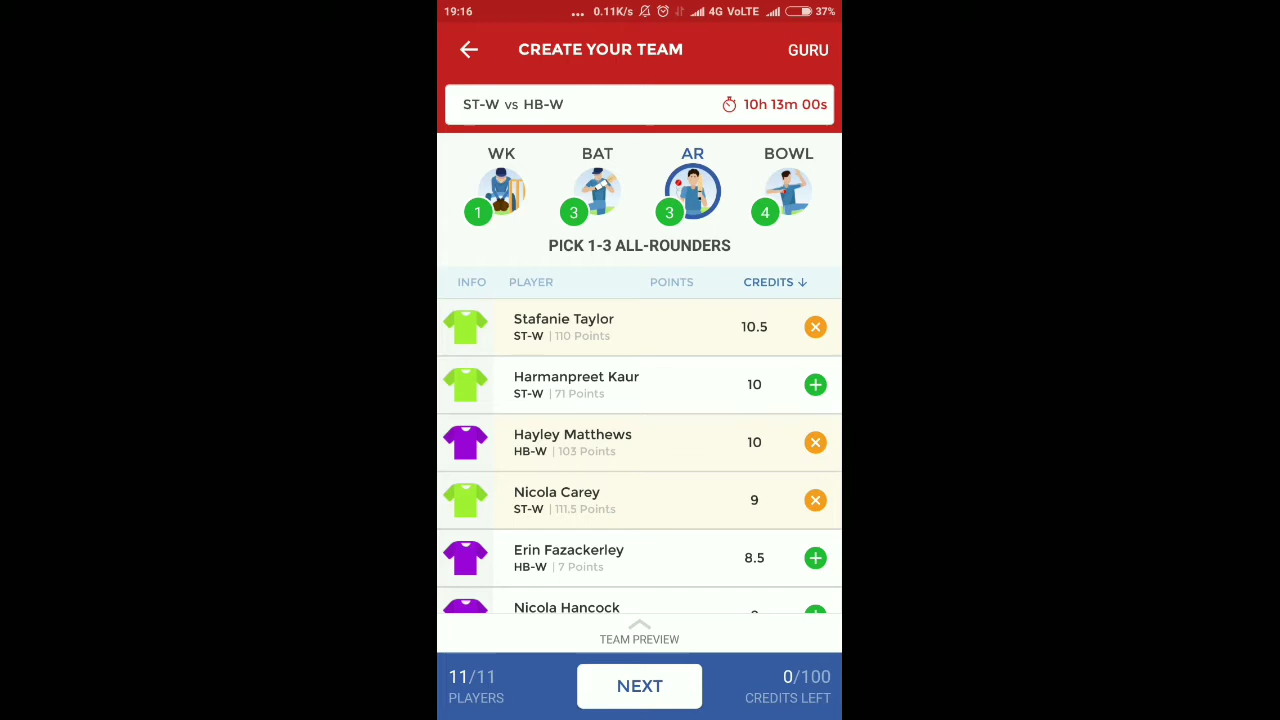 19:16 ... 0.11K/s 4G VoLTE 37%
CREATE YOUR TEAM GURU
ST-W vs HB-W 10h 13m 00s
WK BAT AR BOWL
1 3 3 4
PICK 1-3 ALL-ROUNDERS
INFO PLAYER POINTS CREDITS ↓
Stafanie Taylor 10.5
ST-W | 110 Points
Harmanpreet Kaur 10
ST-W | 71 Points
Hayley Matthews 10
HB-W | 103 Points
Nicola Carey 9
ST-W | 111.5 Points
Erin Fazackerley 8.5
HB-W | 7 Points
Nicola Hancock
TEAM PREVIEW
11/11 NEXT 0/100
PLAYERS CREDITS LEFT